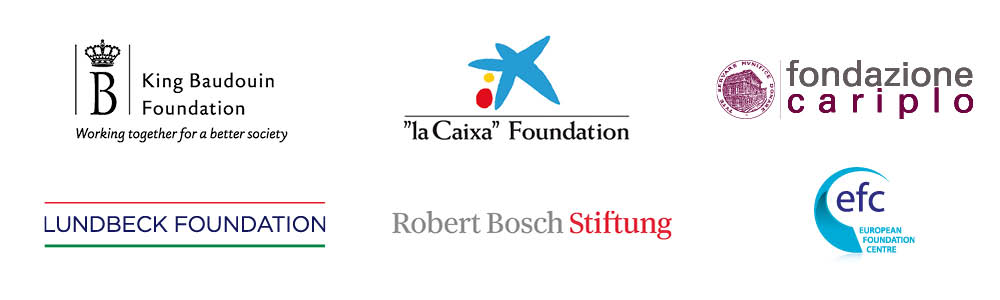 B
King Baudouin
Foundation
Working together for a better society
"la Caixa" Foundation
fondazione
cariplo
LUNDBECK FOUNDATION
Robert Bosch Stiftung
efc
EUROPEAN
FOUNDATION
CENTRE